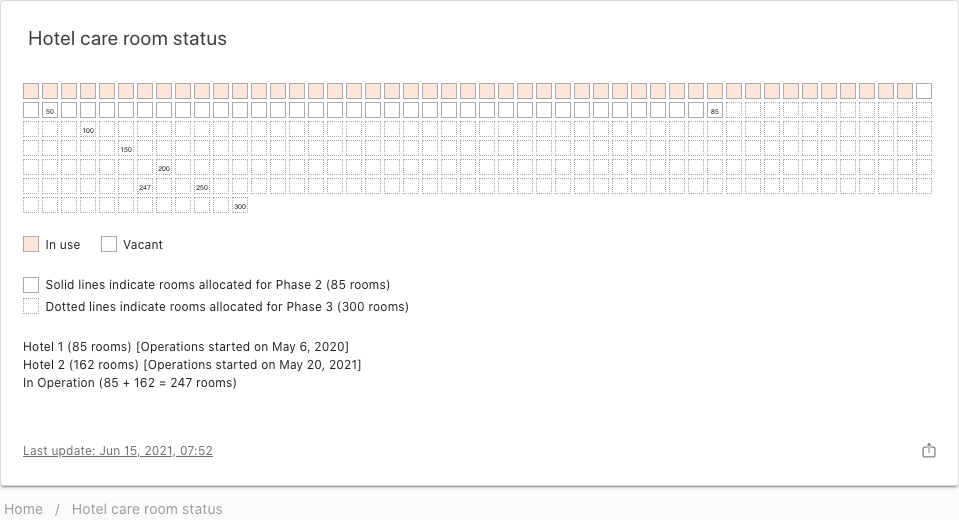 Hotel care room status
50
85
100
150
200
247 250
300
In use Vacant
Solid lines indicate rooms allocated for Phase 2 (85 rooms)
Dotted lines indicate rooms allocated for Phase 3 (300 rooms)
Hotel 1 (85 rooms) [Operations started on May 6, 2020]
Hotel 2 (162 rooms) [Operations started on May 20, 2021]
In Operation (85 + 162 = 247 rooms)
Last update: Jun 15, 2021, 07:52
Home / Hotel care room status